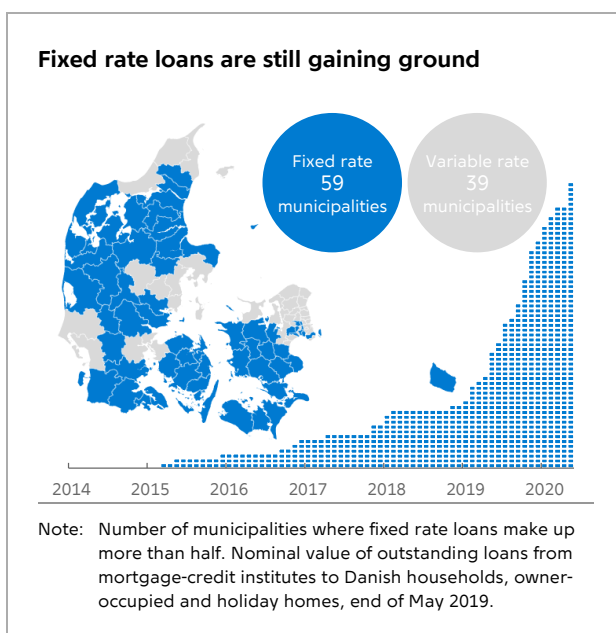 Fixed rate loans are still gaining ground
Fixed rate
59
municipalities
Variable rate
39
municipalities
2014 2015 2016 2017 2018 2019 2020
Note: Number of municipalities where fixed rate loans make up
more than half. Nominal value of outstanding loans from
mortgage-credit institutes to Danish households, owner-
occupied and holiday homes, end of May 2019.